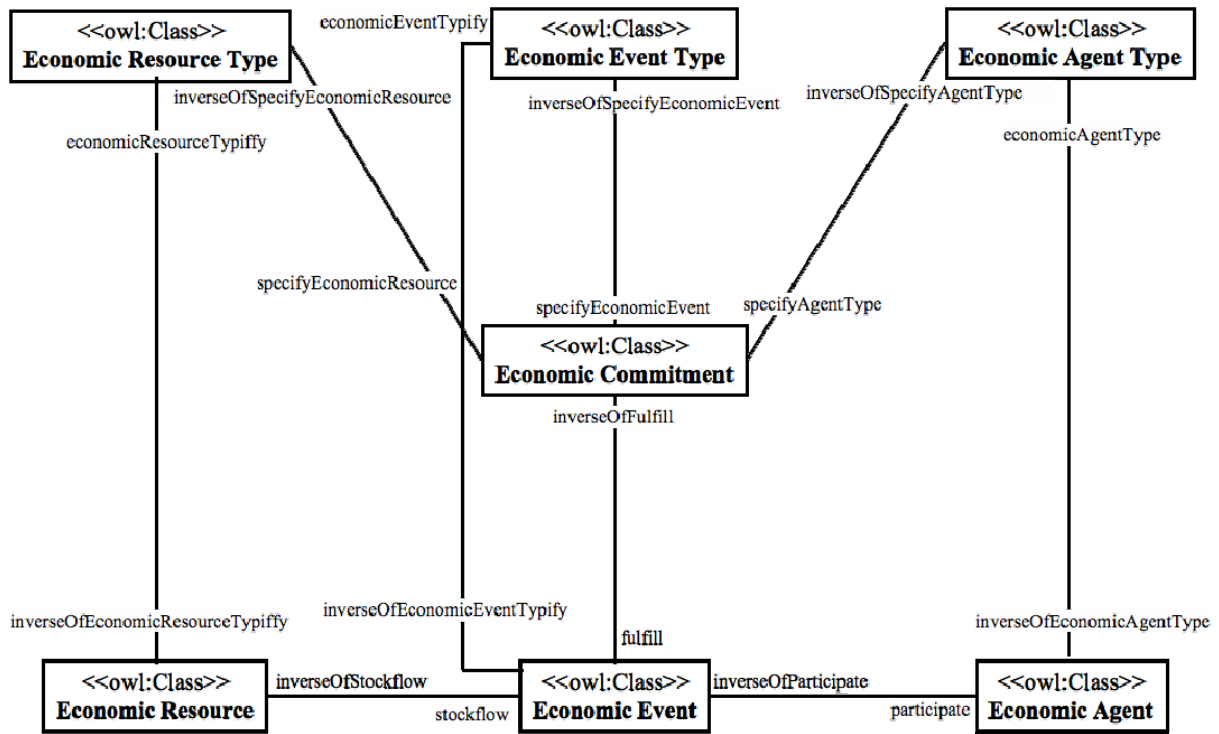 economicEventTypify
<<owl:Class>>
Economic Resource Type
<<owl:Class>>
Economic Event Type
<<owl:Class>>
Economic Agent Type
inverseOfSpecifyEconomicResource
inverseOfSpecifyEconomicEvent
inverseOfSpecifyAgentType
economicResourceTypiffy
economicAgentType
specifyEconomicResource
specifyEconomicEvent
specifyAgentType
<<owl:Class>>
Economic Commitment
inverseOfFulfill
inverseOfEconomicResourceTypiffy
inverseOfEconomicEventTypify
fulfill
inverseOfEconomicAgentType
<<owl:Class>>
Economic Resource
inverseOfStockflow
stockflow
<<owl:Class>>
Economic Event
inverseOfParticipate
participate
<<owl:Class>>
Economic Agent